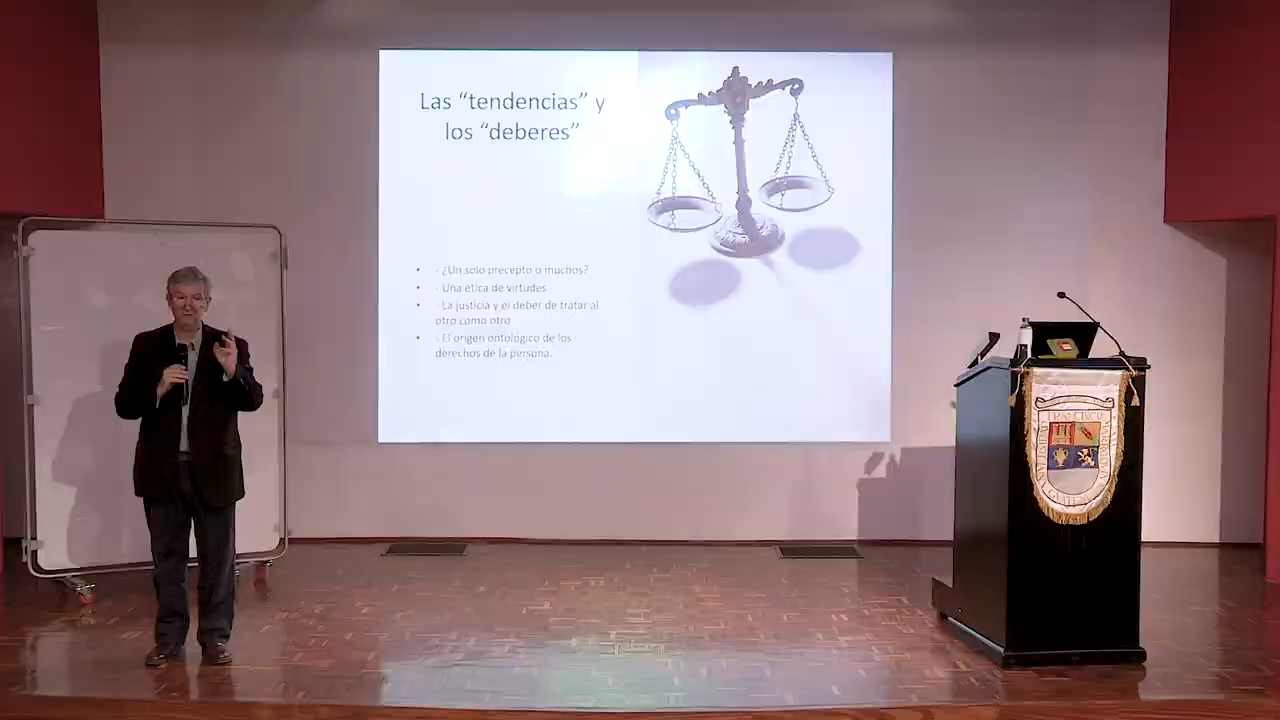 Las “tendencias” y
los “deberes”
• - ¿Un solo precepto o muchos?
• - Una ética de virtudes
• - La justicia y el deber de tratar al
otro como otro
• - El origen ontológico de los
derechos de la persona.
FRANCISCO